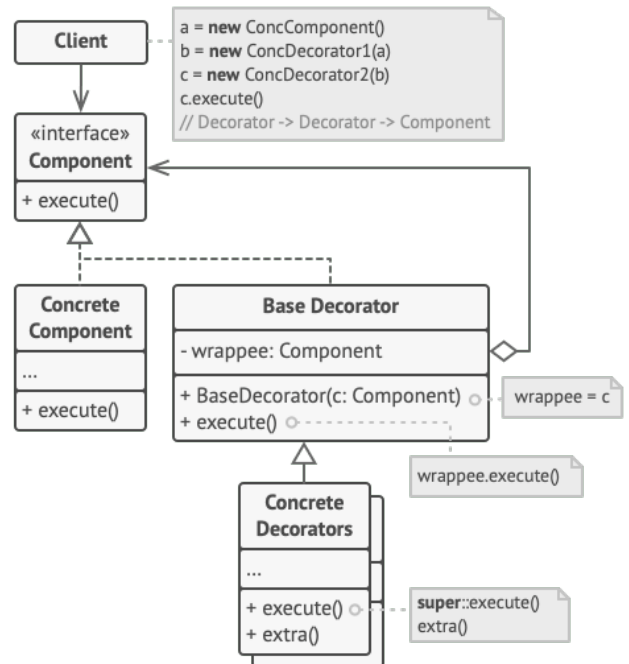 Client
a = new ConcComponent()
b = new ConcDecorator1(a)
c = new ConcDecorator2(b)
c.execute()
// Decorator -> Decorator -> Component
«interface»
Component
+ execute()
Concrete
Component
...
+ execute()
Base Decorator
- wrappee: Component
+ BaseDecorator(c: Component)
+ execute()
wrappee = c
wrappee.execute()
Concrete
Decorators
...
+ execute()
+ extra()
super::execute()
extra()